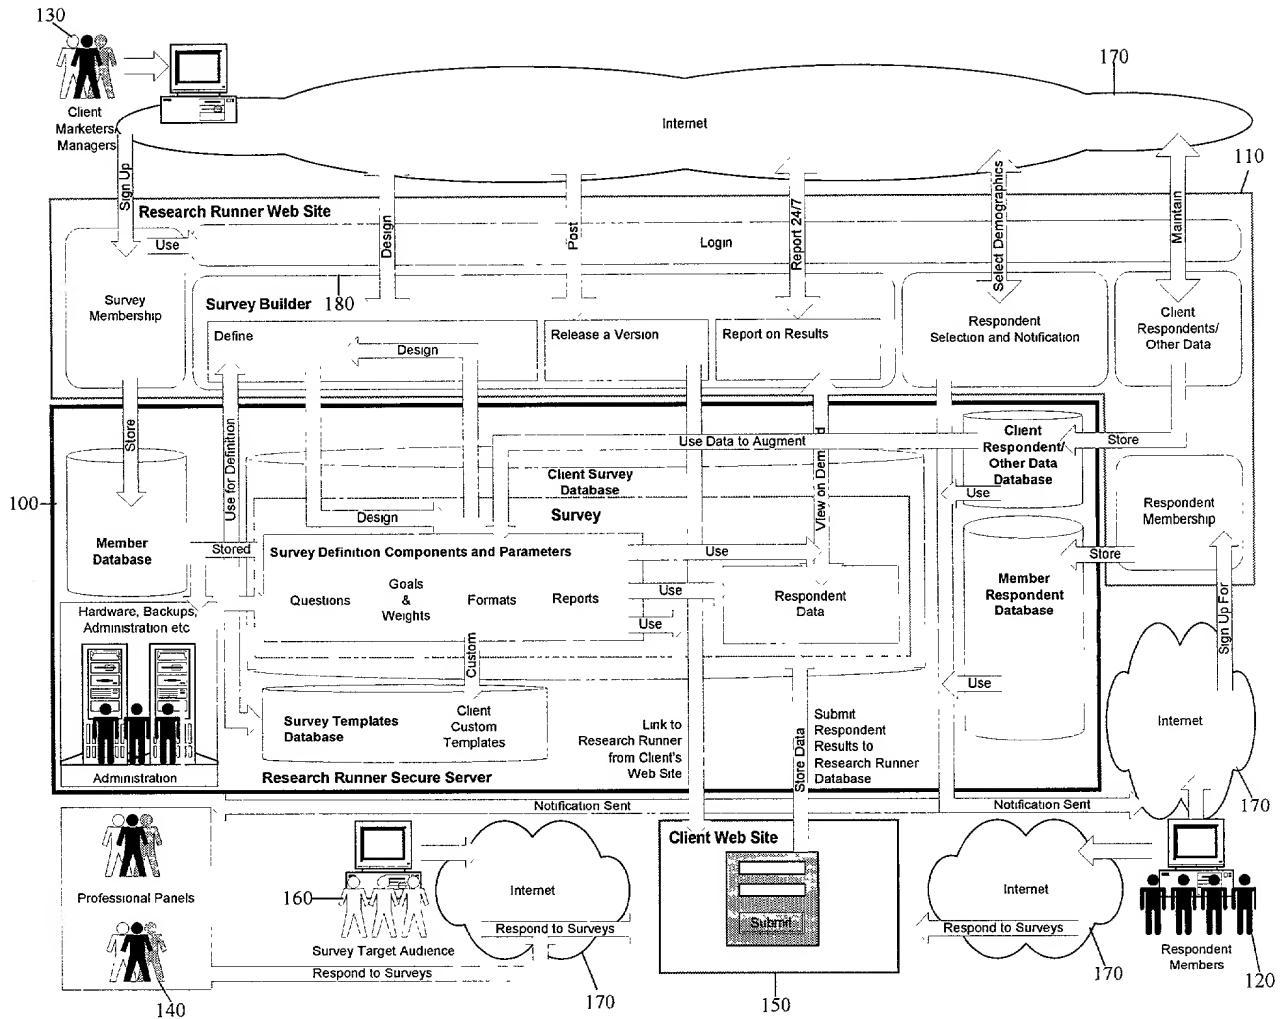 130
Client
Marketers/
Managers
170
Internet
110
Sign Up
Research Runner Web Site
Use
Login
Design
Post
Report 24/7
Select Demographics
Maintain
Survey
Membership
Survey Builder
180
Define
Design
Release a Version
Report on Results
Respondent
Selection and Notification
Client
Respondents/
Other Data
Store
Use for Definition
Use Data to Augment
View on Demand
Client
Respondent/
Other Data
Database
Store
100
Client Survey
Database
Survey
Use
Respondent
Membership
Design
Member
Database
Stored
Survey Definition Components and Parameters
Questions
Goals
&
Weights
Formats
Reports
Use
Use
Use
Respondent
Data
Store
Member
Respondent
Database
Sign Up For
Hardware, Backups,
Administration etc
Custom
Use
Survey Templates
Database
Client
Custom
Templates
Link to
Research Runner
from Client's
Web Site
Store Data
Submit
Respondent
Results to
Research Runner
Database
Internet
Administration
Research Runner Secure Server
170
Notification Sent
Notification Sent
Professional Panels
Client Web Site
Internet
Submit
Internet
160
Survey Target Audience
Respond to Surveys
Respond to Surveys
Respondent
Members
Respond to Surveys
140
170
150
170
120